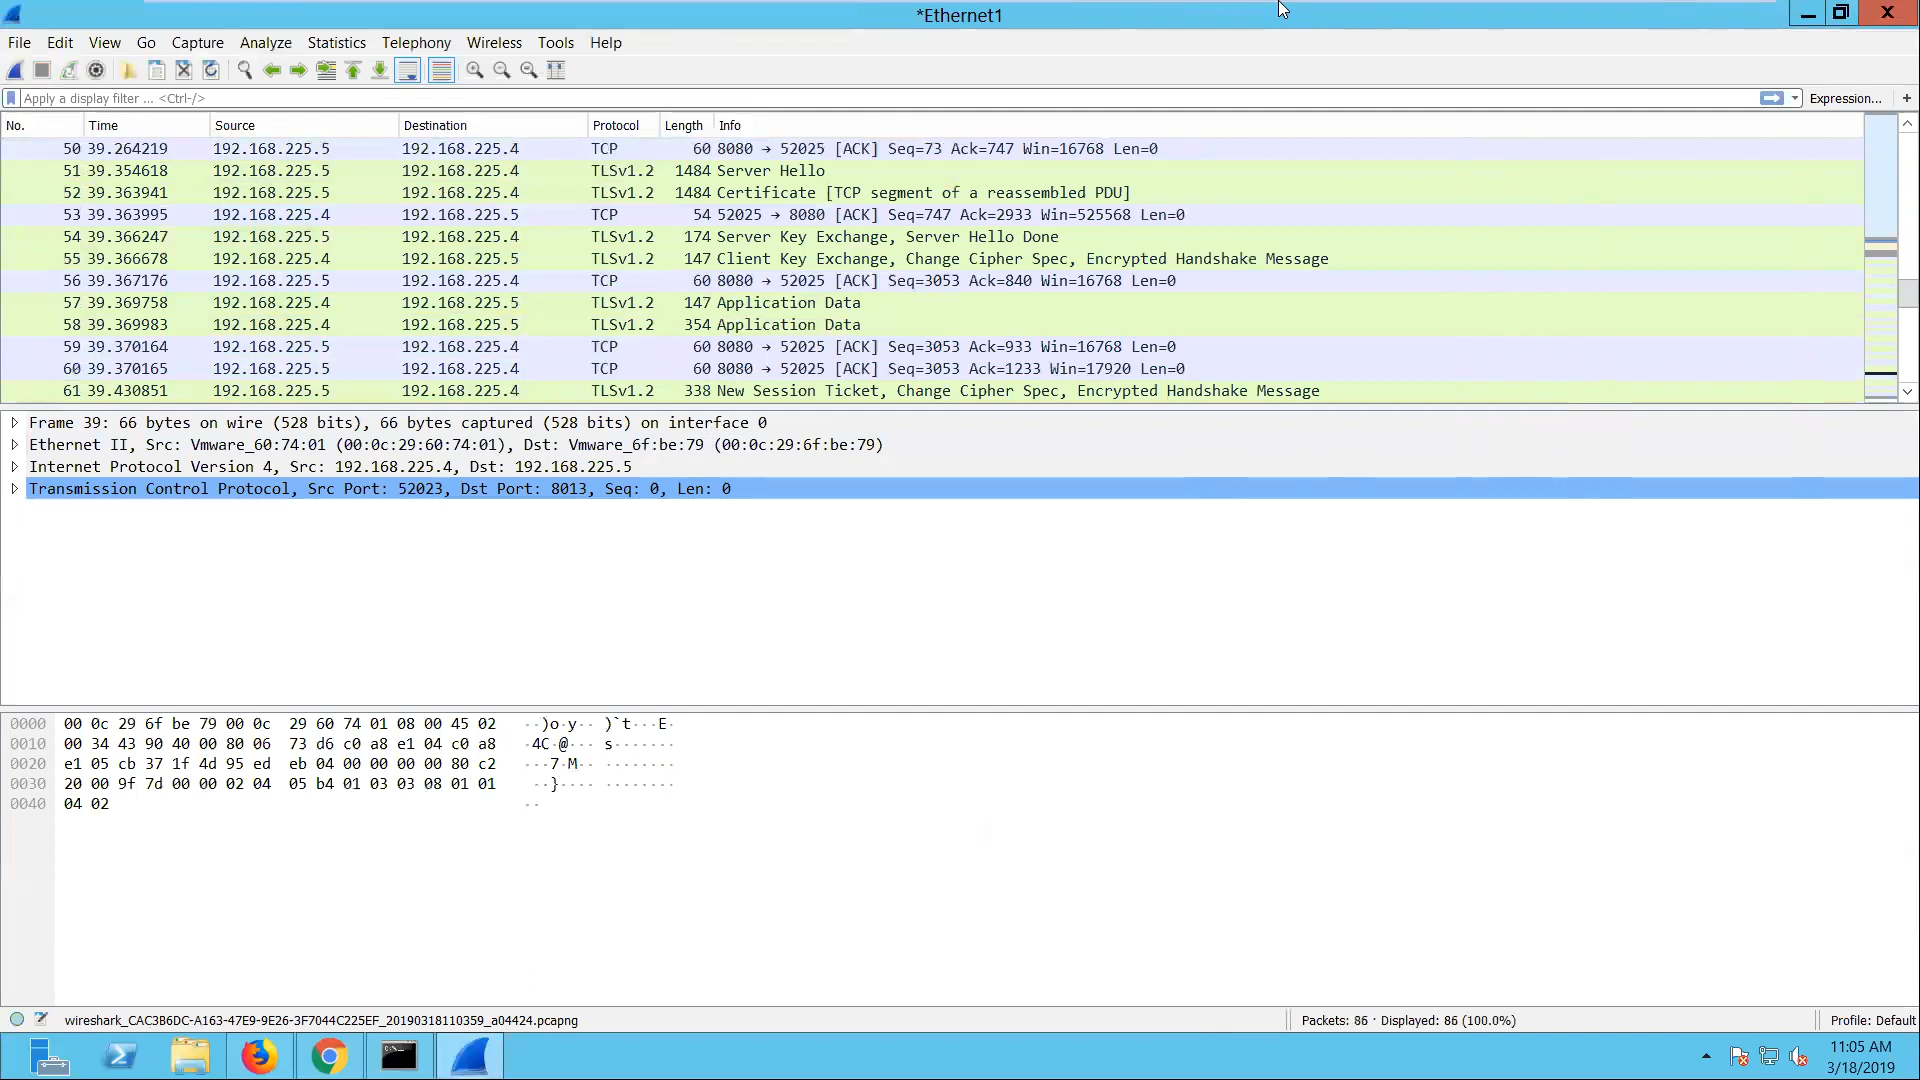 *Ethernet1
File Edit View Go Capture Analyze Statistics Telephony Wireless Tools Help
Apply a display filter ... <Ctrl-/> Expression... +
No. Time Source Destination Protocol Length Info
50 39.264219 192.168.225.5 192.168.225.4 TCP 60 8080 → 52025 [ACK] Seq=73 Ack=747 Win=16768 Len=0
51 39.354618 192.168.225.5 192.168.225.4 TLSv1.2 1484 Server Hello
52 39.363941 192.168.225.5 192.168.225.4 TLSv1.2 1484 Certificate [TCP segment of a reassembled PDU]
53 39.363995 192.168.225.4 192.168.225.5 TCP 54 52025 → 8080 [ACK] Seq=747 Ack=2933 Win=525568 Len=0
54 39.366247 192.168.225.5 192.168.225.4 TLSv1.2 174 Server Key Exchange, Server Hello Done
55 39.366678 192.168.225.4 192.168.225.5 TLSv1.2 147 Client Key Exchange, Change Cipher Spec, Encrypted Handshake Message
56 39.367176 192.168.225.5 192.168.225.4 TCP 60 8080 → 52025 [ACK] Seq=3053 Ack=840 Win=16768 Len=0
57 39.369758 192.168.225.4 192.168.225.5 TLSv1.2 147 Application Data
58 39.369983 192.168.225.4 192.168.225.5 TLSv1.2 354 Application Data
59 39.370164 192.168.225.5 192.168.225.4 TCP 60 8080 → 52025 [ACK] Seq=3053 Ack=933 Win=16768 Len=0
60 39.370165 192.168.225.5 192.168.225.4 TCP 60 8080 → 52025 [ACK] Seq=3053 Ack=1233 Win=17920 Len=0
61 39.430851 192.168.225.5 192.168.225.4 TLSv1.2 338 New Session Ticket, Change Cipher Spec, Encrypted Handshake Message
Frame 39: 66 bytes on wire (528 bits), 66 bytes captured (528 bits) on interface 0
Ethernet II, Src: Vmware_60:74:01 (00:0c:29:60:74:01), Dst: Vmware_6f:be:79 (00:0c:29:6f:be:79)
Internet Protocol Version 4, Src: 192.168.225.4, Dst: 192.168.225.5
Transmission Control Protocol, Src Port: 52023, Dst Port: 8013, Seq: 0, Len: 0
0000 00 0c 29 6f be 79 00 0c 29 60 74 01 08 00 45 02 ··)o·y·· )`t···E·
0010 00 34 43 90 40 00 80 06 73 d6 c0 a8 e1 04 c0 a8 ·4C·@··· s·······
0020 e1 05 cb 37 1f 4d 95 ed eb 04 00 00 00 00 80 c2 ···7·M·· ········
0030 20 00 9f 7d 00 00 02 04 05 b4 01 03 03 08 01 01 ··}···· ········
0040 04 02 ··
wireshark_CAC3B6DC-A163-47E9-9E26-3F7044C225EF_20190318110359_a04424.pcapng Packets: 86 · Displayed: 86 (100.0%) Profile: Default
11:05 AM
3/18/2019